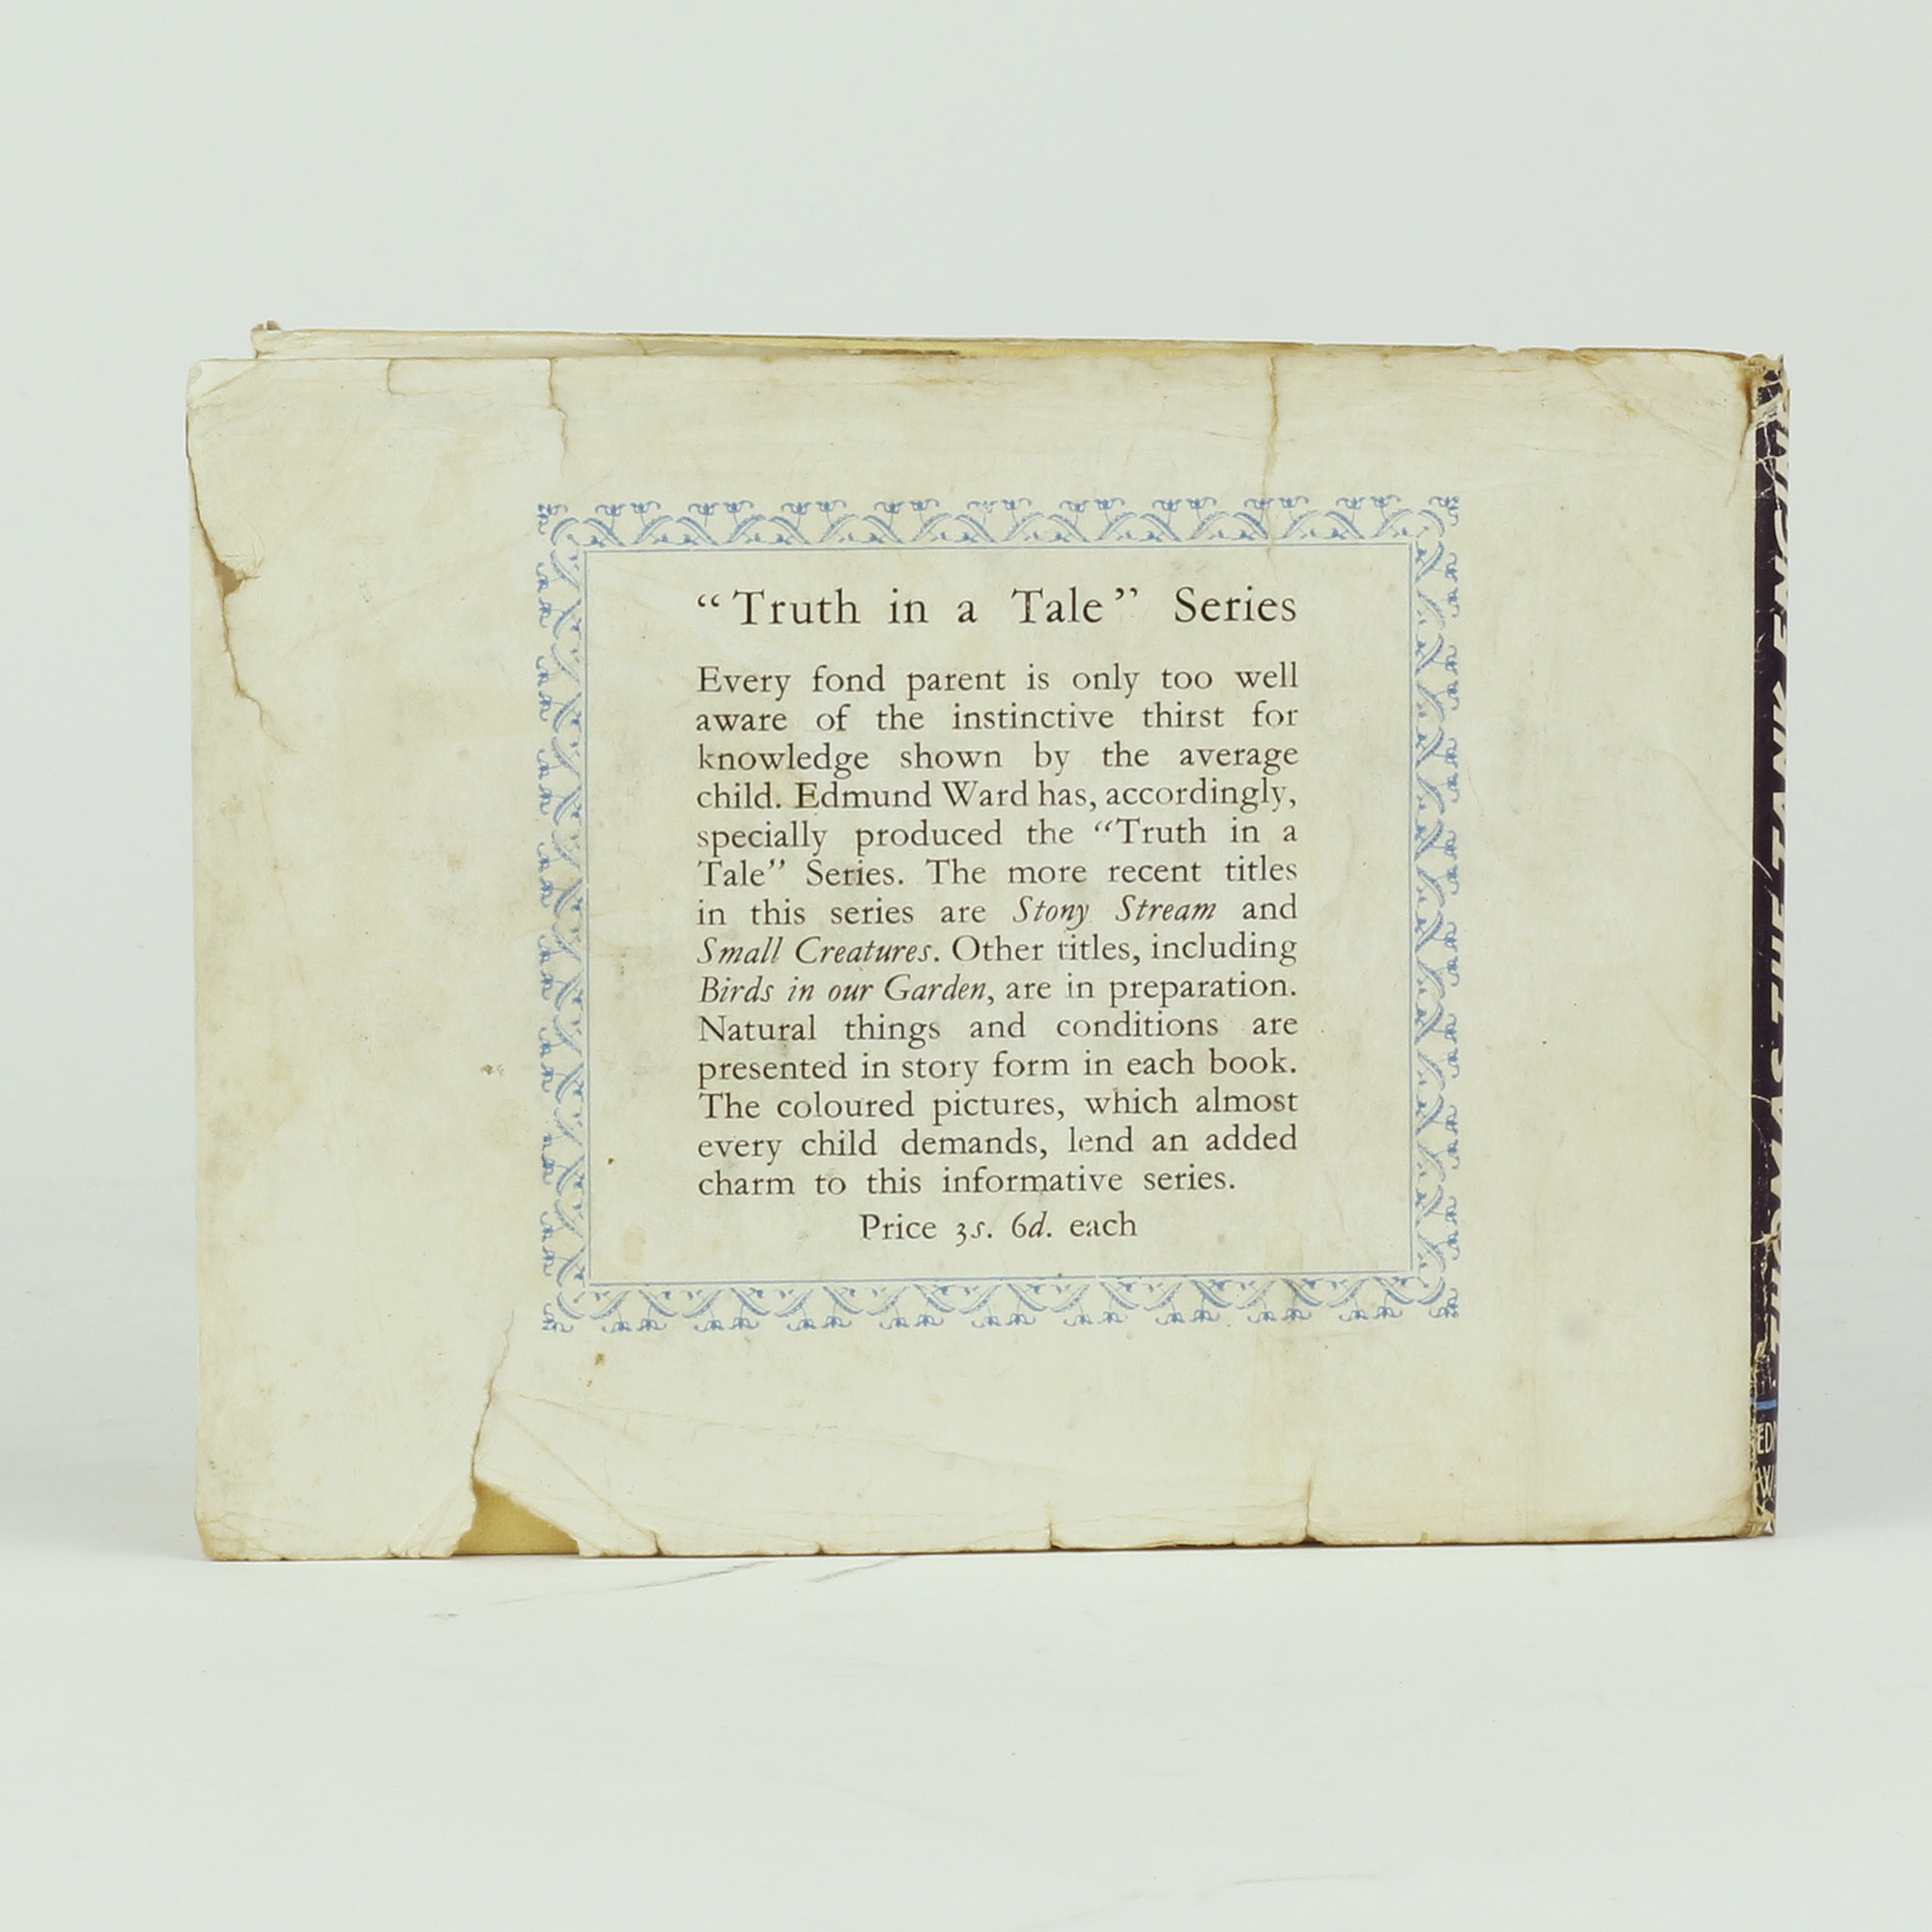 “Truth in a Tale” Series
Every fond parent is only too well
aware of the instinctive thirst for
knowledge shown by the average
child. Edmund Ward has, accordingly,
specially produced the “Truth in a
Tale” Series. The more recent titles
in this series are Stony Stream and
Small Creatures. Other titles, including
Birds in our Garden, are in preparation.
Natural things and conditions are
presented in story form in each book.
The coloured pictures, which almost
every child demands, lend an added
charm to this informative series.
Price 3s. 6d. each
THOMAS THE TANK ENGINE